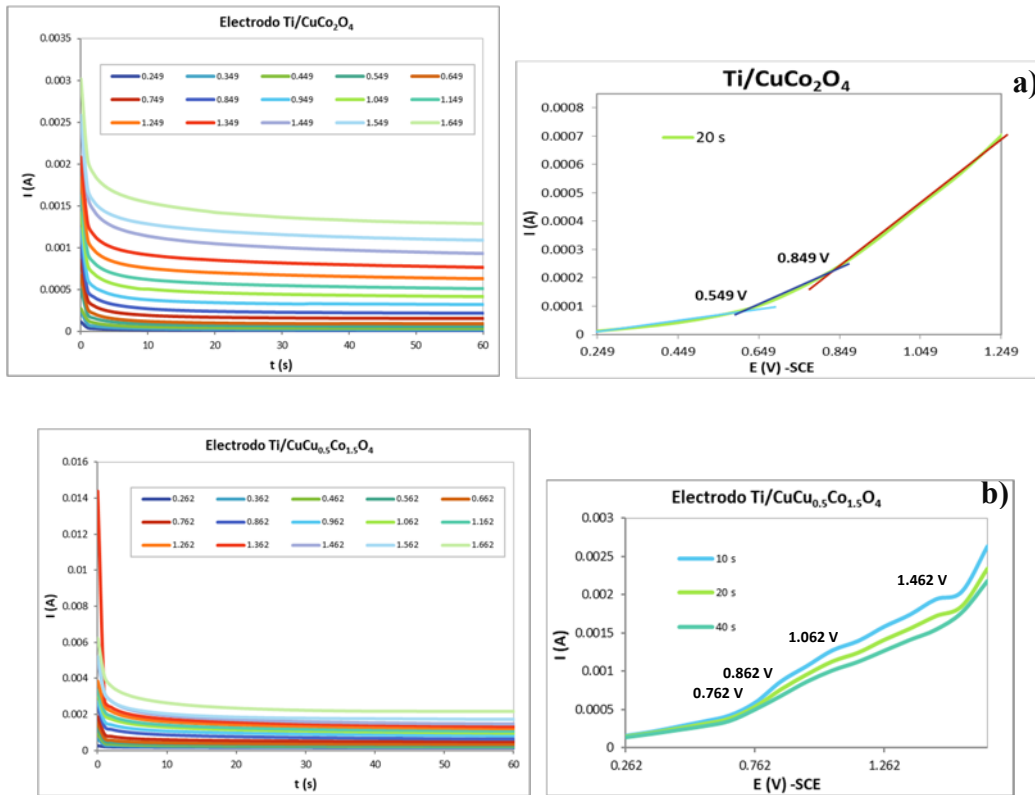 Electrodo Ti/CuCo₂O₄
0.0035
0.003
0.0025
0.002
0.0015
0.001
0.0005
0
I (A)
0.249 0.349 0.449 0.549 0.649
0.749 0.849 0.949 1.049 1.149
1.249 1.349 1.449 1.549 1.649
0 10 20 30 40 50 60
t (s)
a)
Ti/CuCo₂O₄
0.0008
0.0007
0.0006
0.0005
0.0004
0.0003
0.0002
0.0001
0
I (A)
20 s
0.849 V
0.549 V
0.249 0.449 0.649 0.849 1.049 1.249
E (V) -SCE
Electrodo Ti/CuCu₀.₅Co₁.₅O₄
0.016
0.014
0.012
0.01
0.008
0.006
0.004
0.002
0
I (A)
0.262 0.362 0.462 0.562 0.662
0.762 0.862 0.962 1.062 1.162
1.262 1.362 1.462 1.562 1.662
0 10 20 30 40 50 60
t (s)
b)
Electrodo Ti/CuCu₀.₅Co₁.₅O₄
0.003
0.0025
0.002
0.0015
0.001
0.0005
0
I (A)
10 s
20 s
40 s
1.462 V
1.062 V
0.862 V
0.762 V
0.262 0.762 1.262
E (V) -SCE